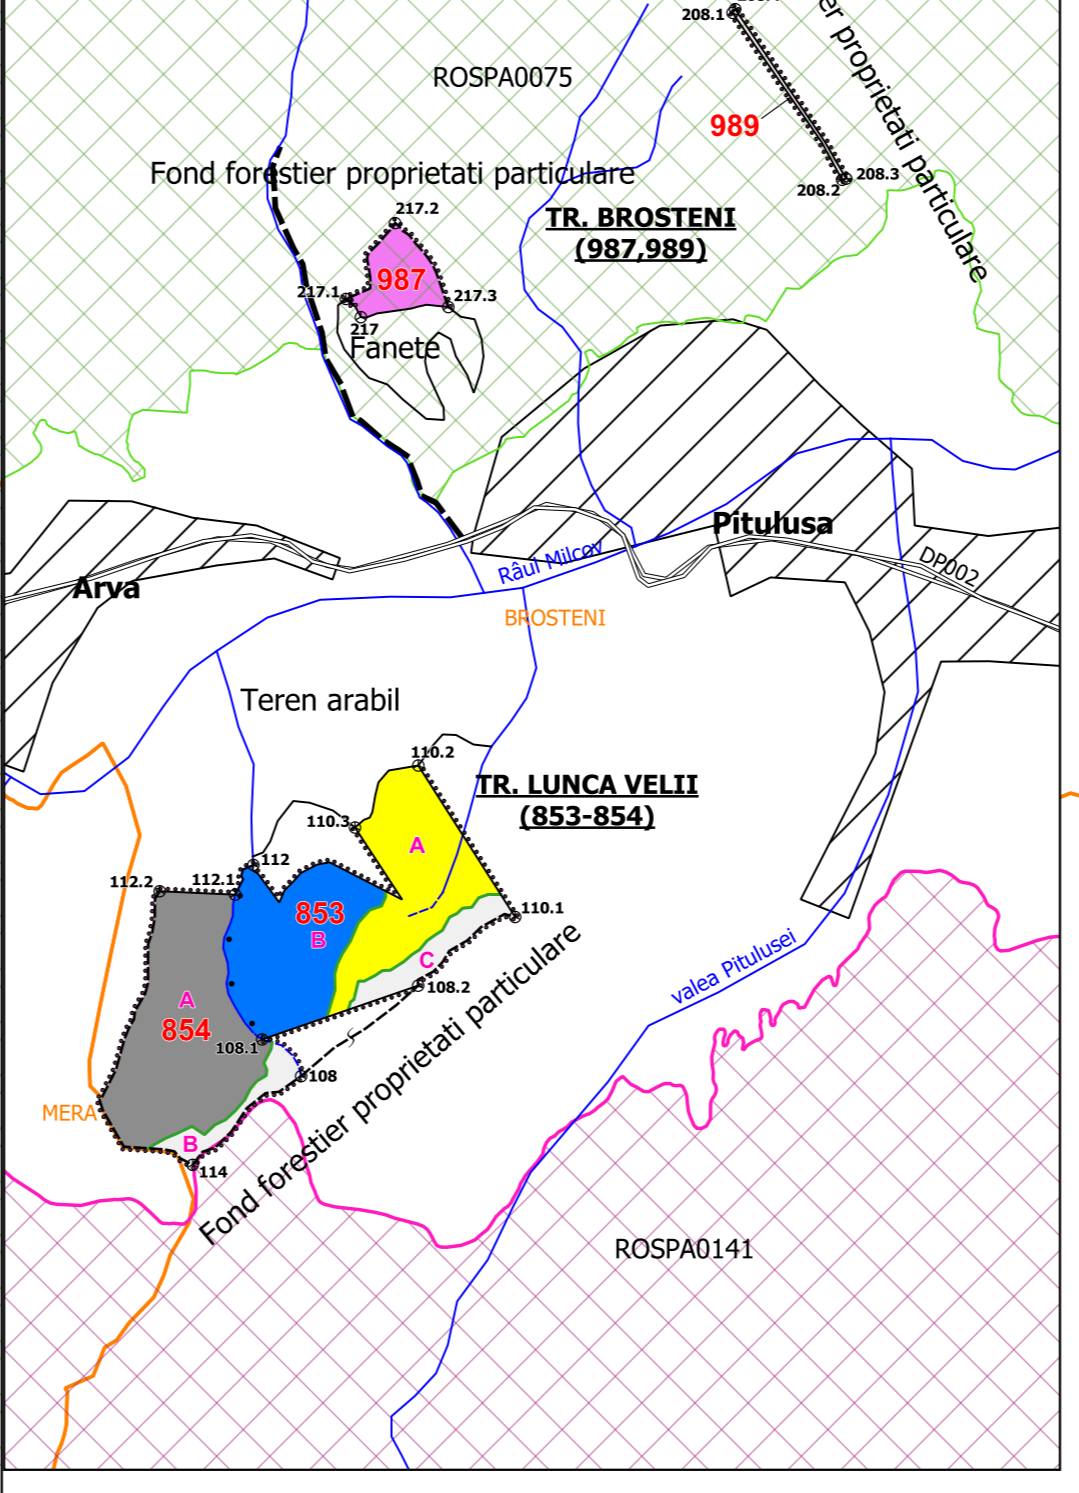 208.1
er proprietati particulare
ROSPA0075
989
Fond forestier proprietati particulare
208.3
208.2
217.2
TR. BROSTENI
(987,989)
987
217.1
217.3
217
Fanete
Pitulusa
Râul Milcov
DP002
Arva
BROSTENI
Teren arabil
110.2
TR. LUNCA VELII
(853-854)
110.3
A
112
112.2
112.1
853
B
110.1
C
108.2
valea Pitulusei
A
854
108.1
108
Fond forestier proprietati particulare
MERA
B
114
ROSPA0141